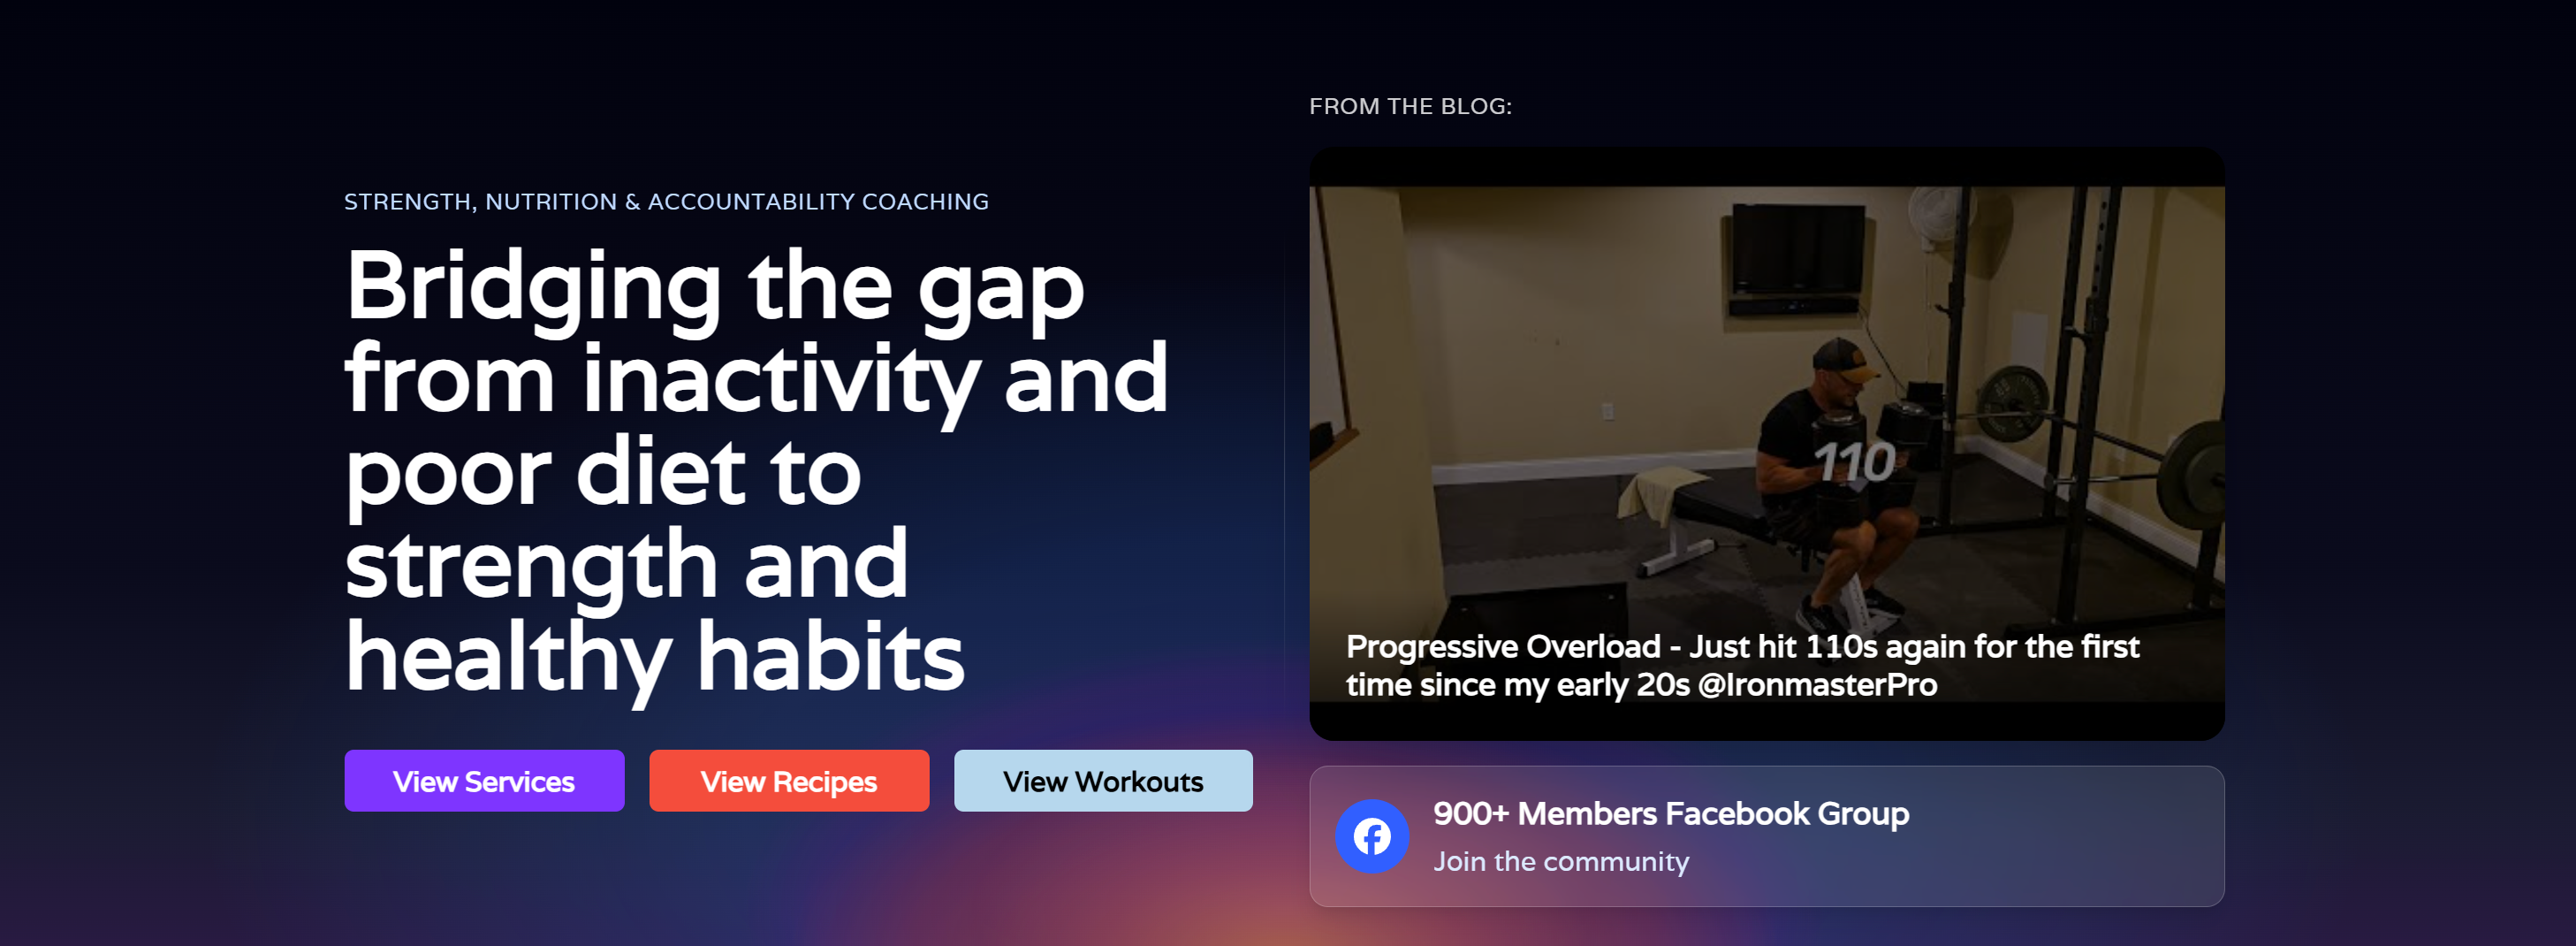 STRENGTH, NUTRITION & ACCOUNTABILITY COACHING
Bridging the gap
from inactivity and
poor diet to
strength and
healthy habits
View Services
View Recipes
View Workouts
FROM THE BLOG:
110
Progressive Overload - Just hit 110s again for the first
time since my early 20s @IronmasterPro
900+ Members Facebook Group
Join the community